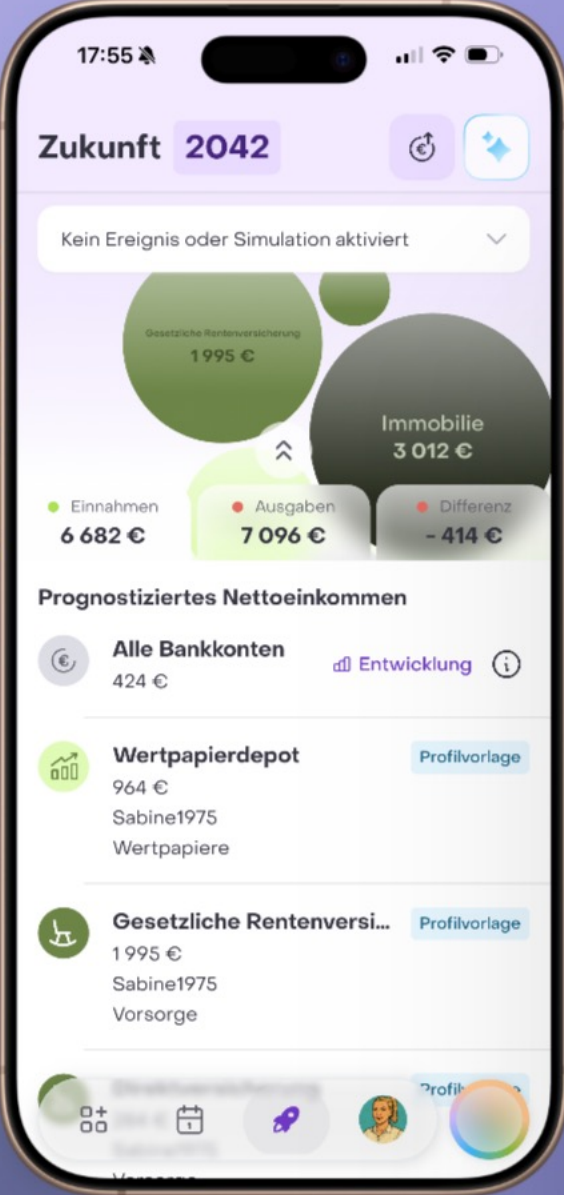 17:55
Zukunft 2042
Kein Ereignis oder Simulation aktiviert
Gesetzliche Rentenversicherung
1 995 €
Immobilie
3 012 €
Einnahmen
6 682 €
Ausgaben
7 096 €
Differenz
- 414 €
Prognostiziertes Nettoeinkommen
Alle Bankkonten
424 €
Entwicklung
Wertpapierdepot
Profilvorlage
964 €
Sabine1975
Wertpapiere
Gesetzliche Rentenversi...
Profilvorlage
1 995 €
Sabine1975
Vorsorge